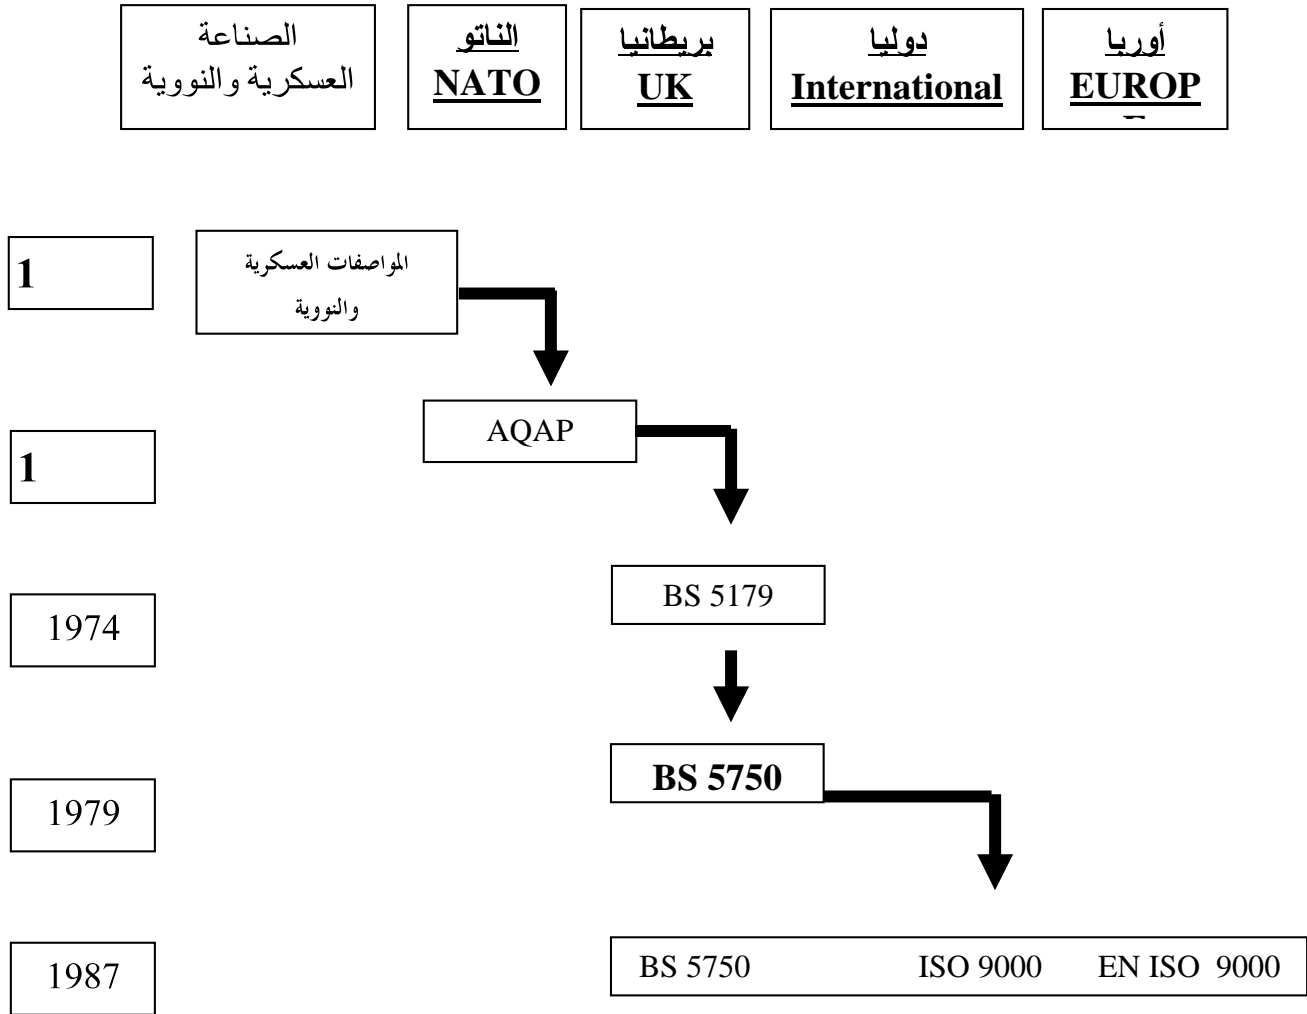 الصناعة
العسكرية والنووية
الناتو
NATO
بريطانيا
UK
دوليا
International
أوربا
EUROP
1
المواصفات العسكرية
والنووية
AQAP
1
BS 5179
1974
BS 5750
1979
BS 5750 ISO 9000 EN ISO 9000
1987